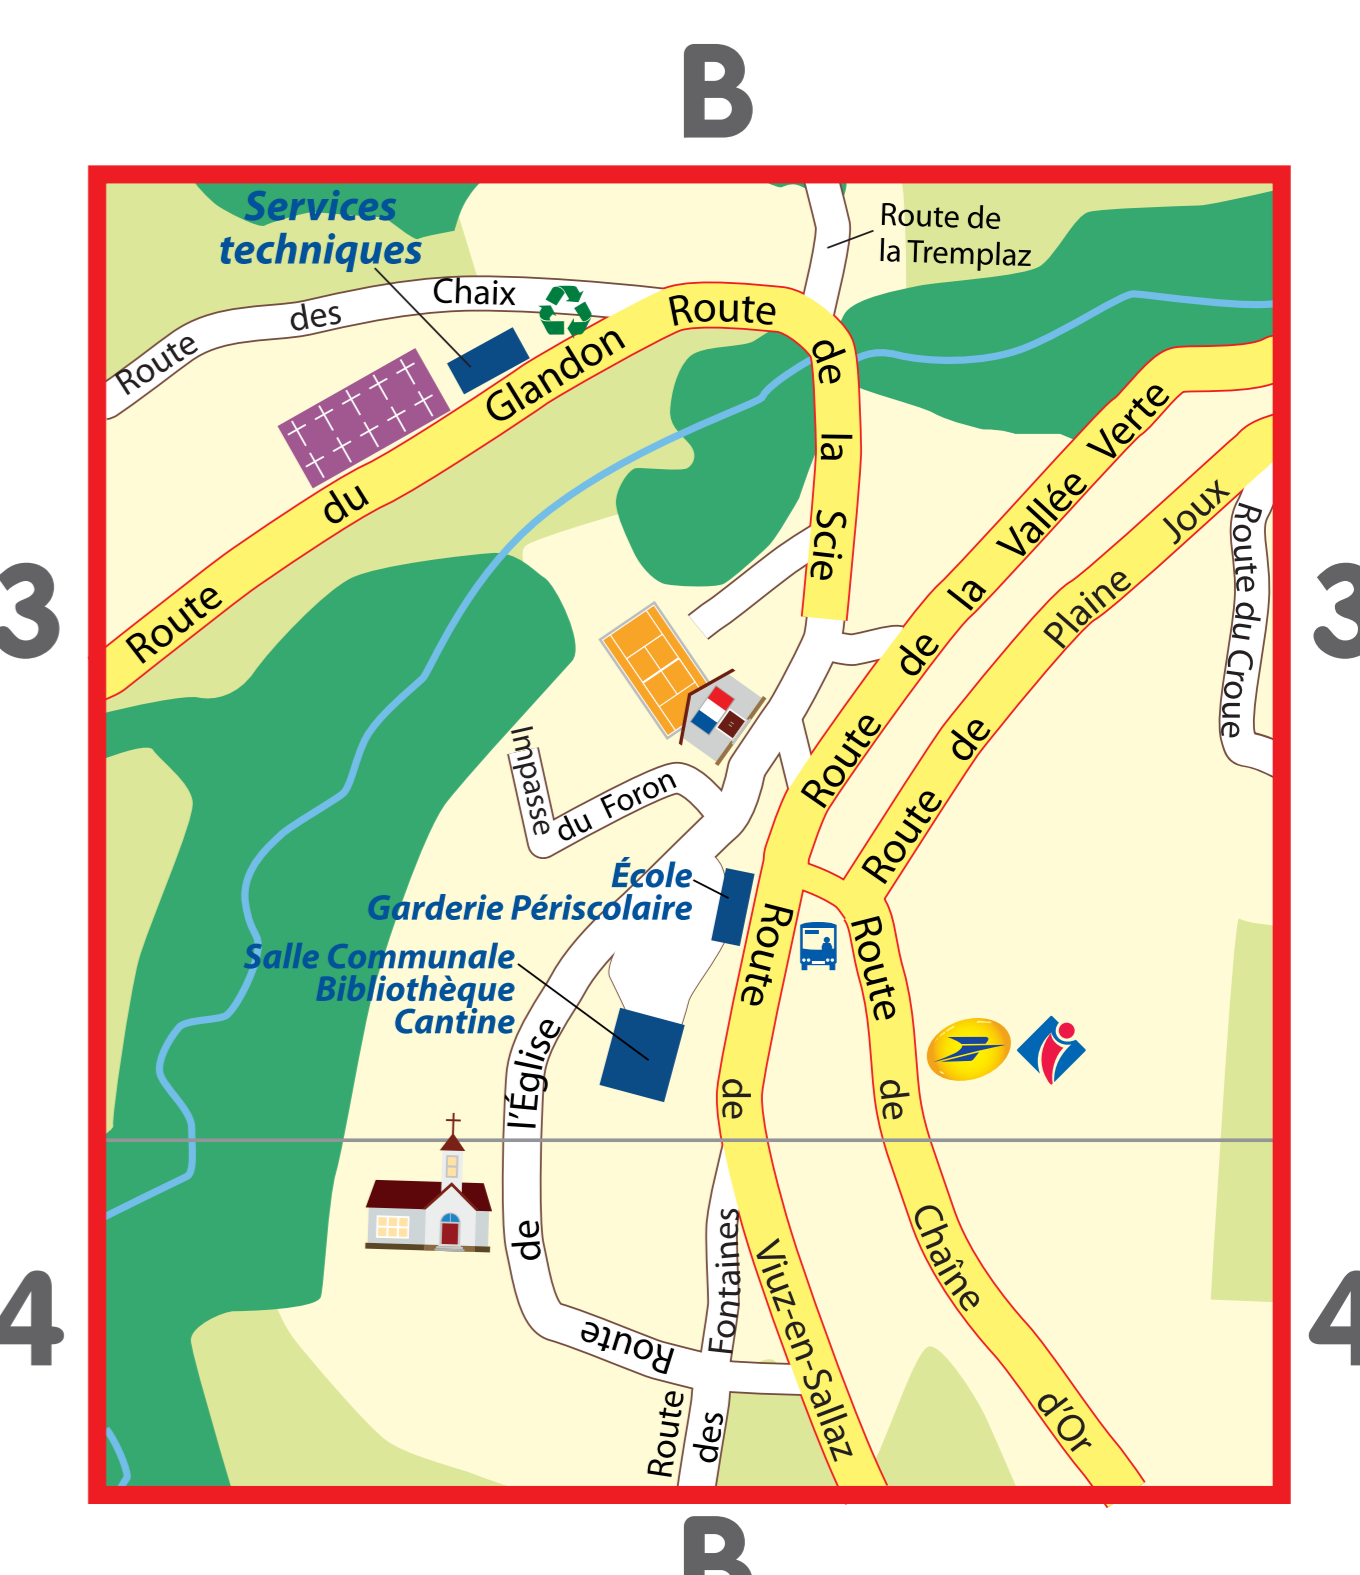 B
Services
techniques
Route de
la Tremplaz
Route des Chaix
Route du Glandon
Route de la Scie
Route de la Vallée Verte
Route de Plaine Joux
Route du Croue
3
3
Impasse du Foron
École
Garderie Périscolaire
Salle Communale
Bibliothèque
Cantine
Route de l'Église
Route de Viuz-en-Sallaz
Route de Chaîne d'Or
Route des Fontaines
4
4
B